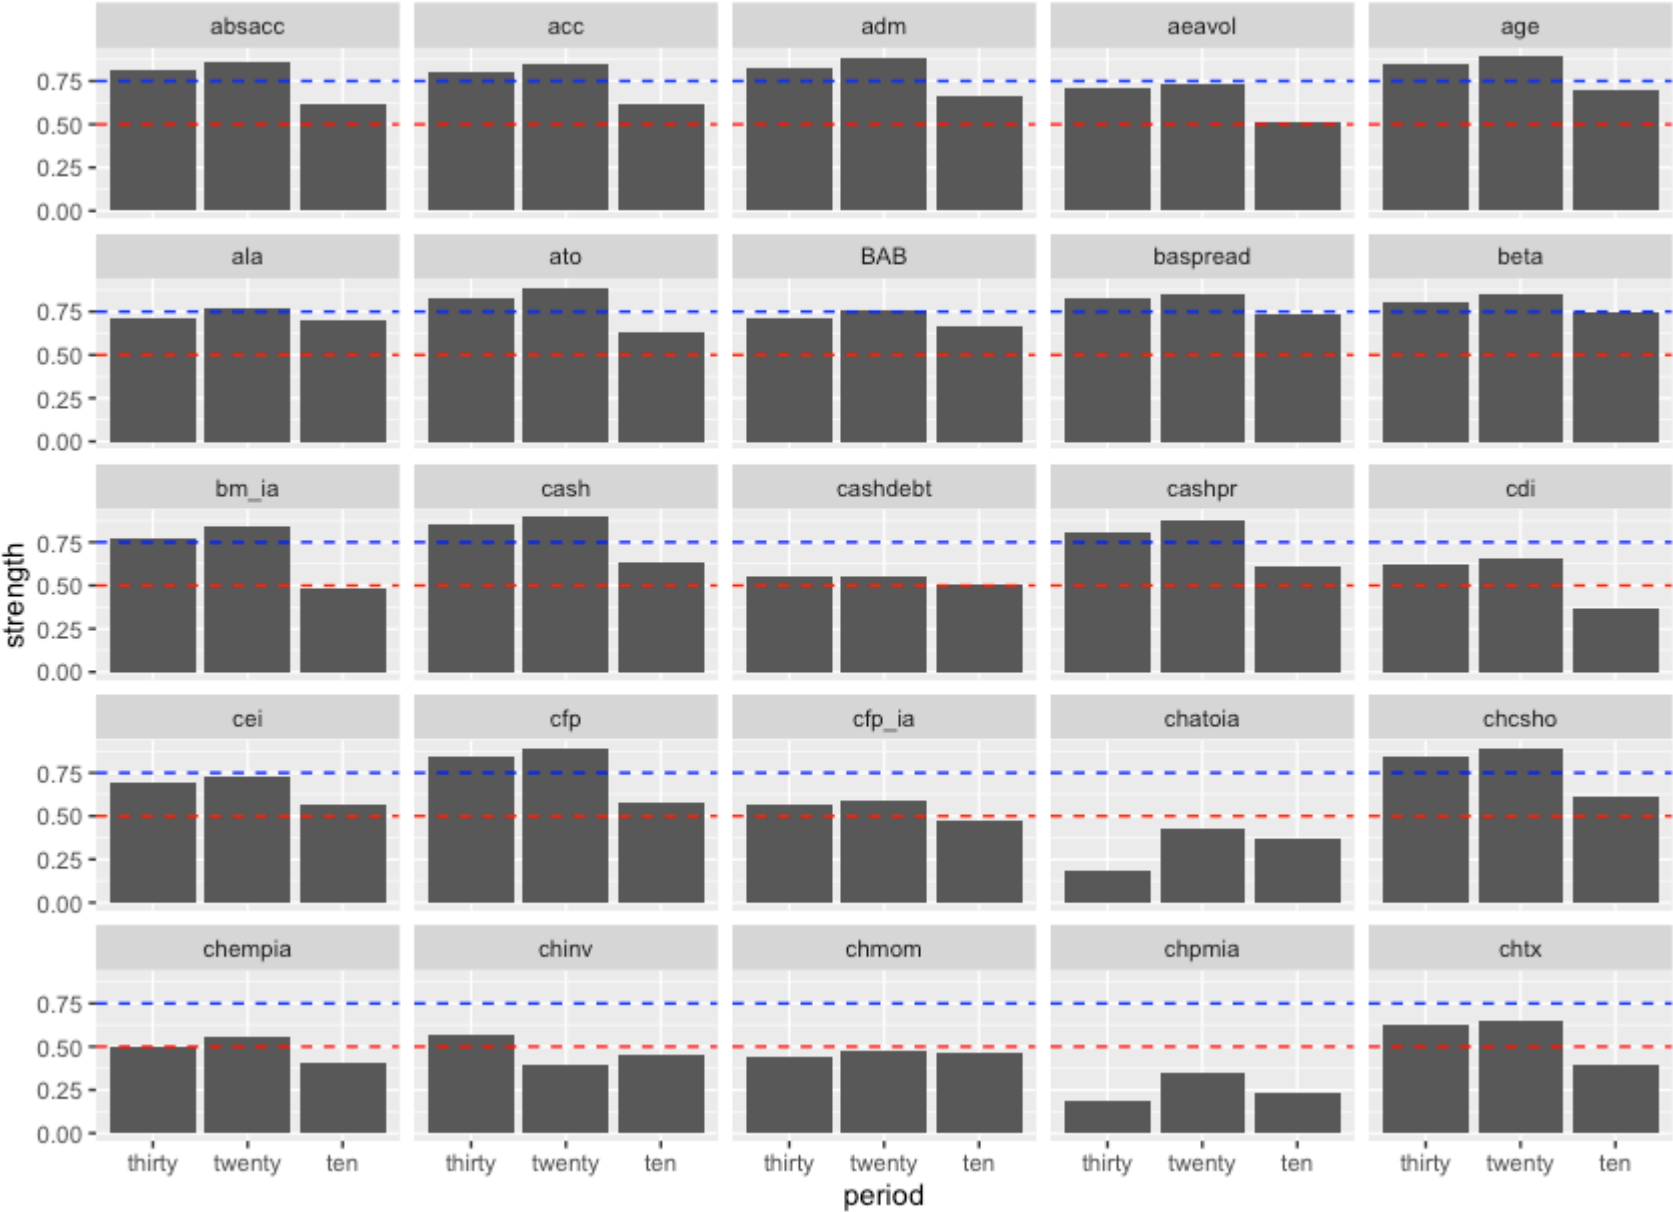 absacc acc adm aeavol age
0.75
0.50
0.25
0.00
ala ato BAB baspread beta
0.75
0.50
0.25
0.00
bm_ia cash cashdebt cashpr cdi
0.75
0.50
0.25
0.00
strength
cei cfp cfp_ia chatoia chcsho
0.75
0.50
0.25
0.00
chempia chinv chmom chpmia chtx
0.75
0.50
0.25
0.00
thirty twenty ten thirty twenty ten thirty twenty ten thirty twenty ten thirty twenty ten
period